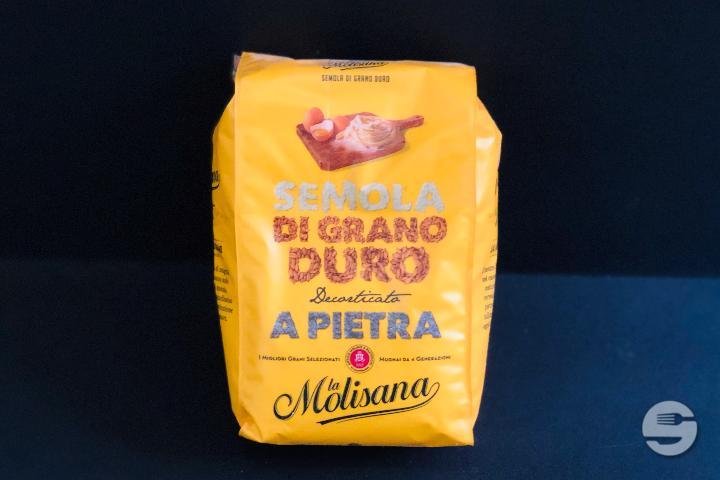 Molisana
SEMOLA DI GRANO DURO
SEMOLA
DI GRANO
DURO
Decorticato
A PIETRA
I MIGLIORI GRANI SELEZIONATI
MUGNAI DA 4 GENERAZIONI
la
Molisana